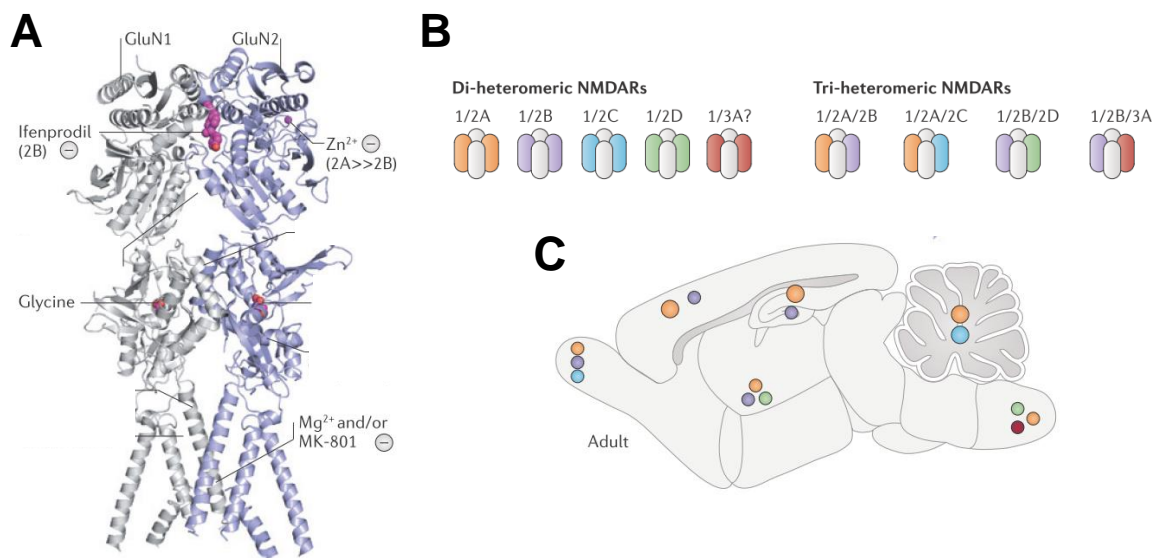 A
GluN1
GluN2
Ifenprodil
(2B) −
Zn²⁺ −
(2A>>2B)
Glycine
Mg²⁺ and/or
MK-801 −
B
Di-heteromeric NMDARs
1/2A 1/2B 1/2C 1/2D 1/3A?
Tri-heteromeric NMDARs
1/2A/2B 1/2A/2C 1/2B/2D 1/2B/3A
C
Adult